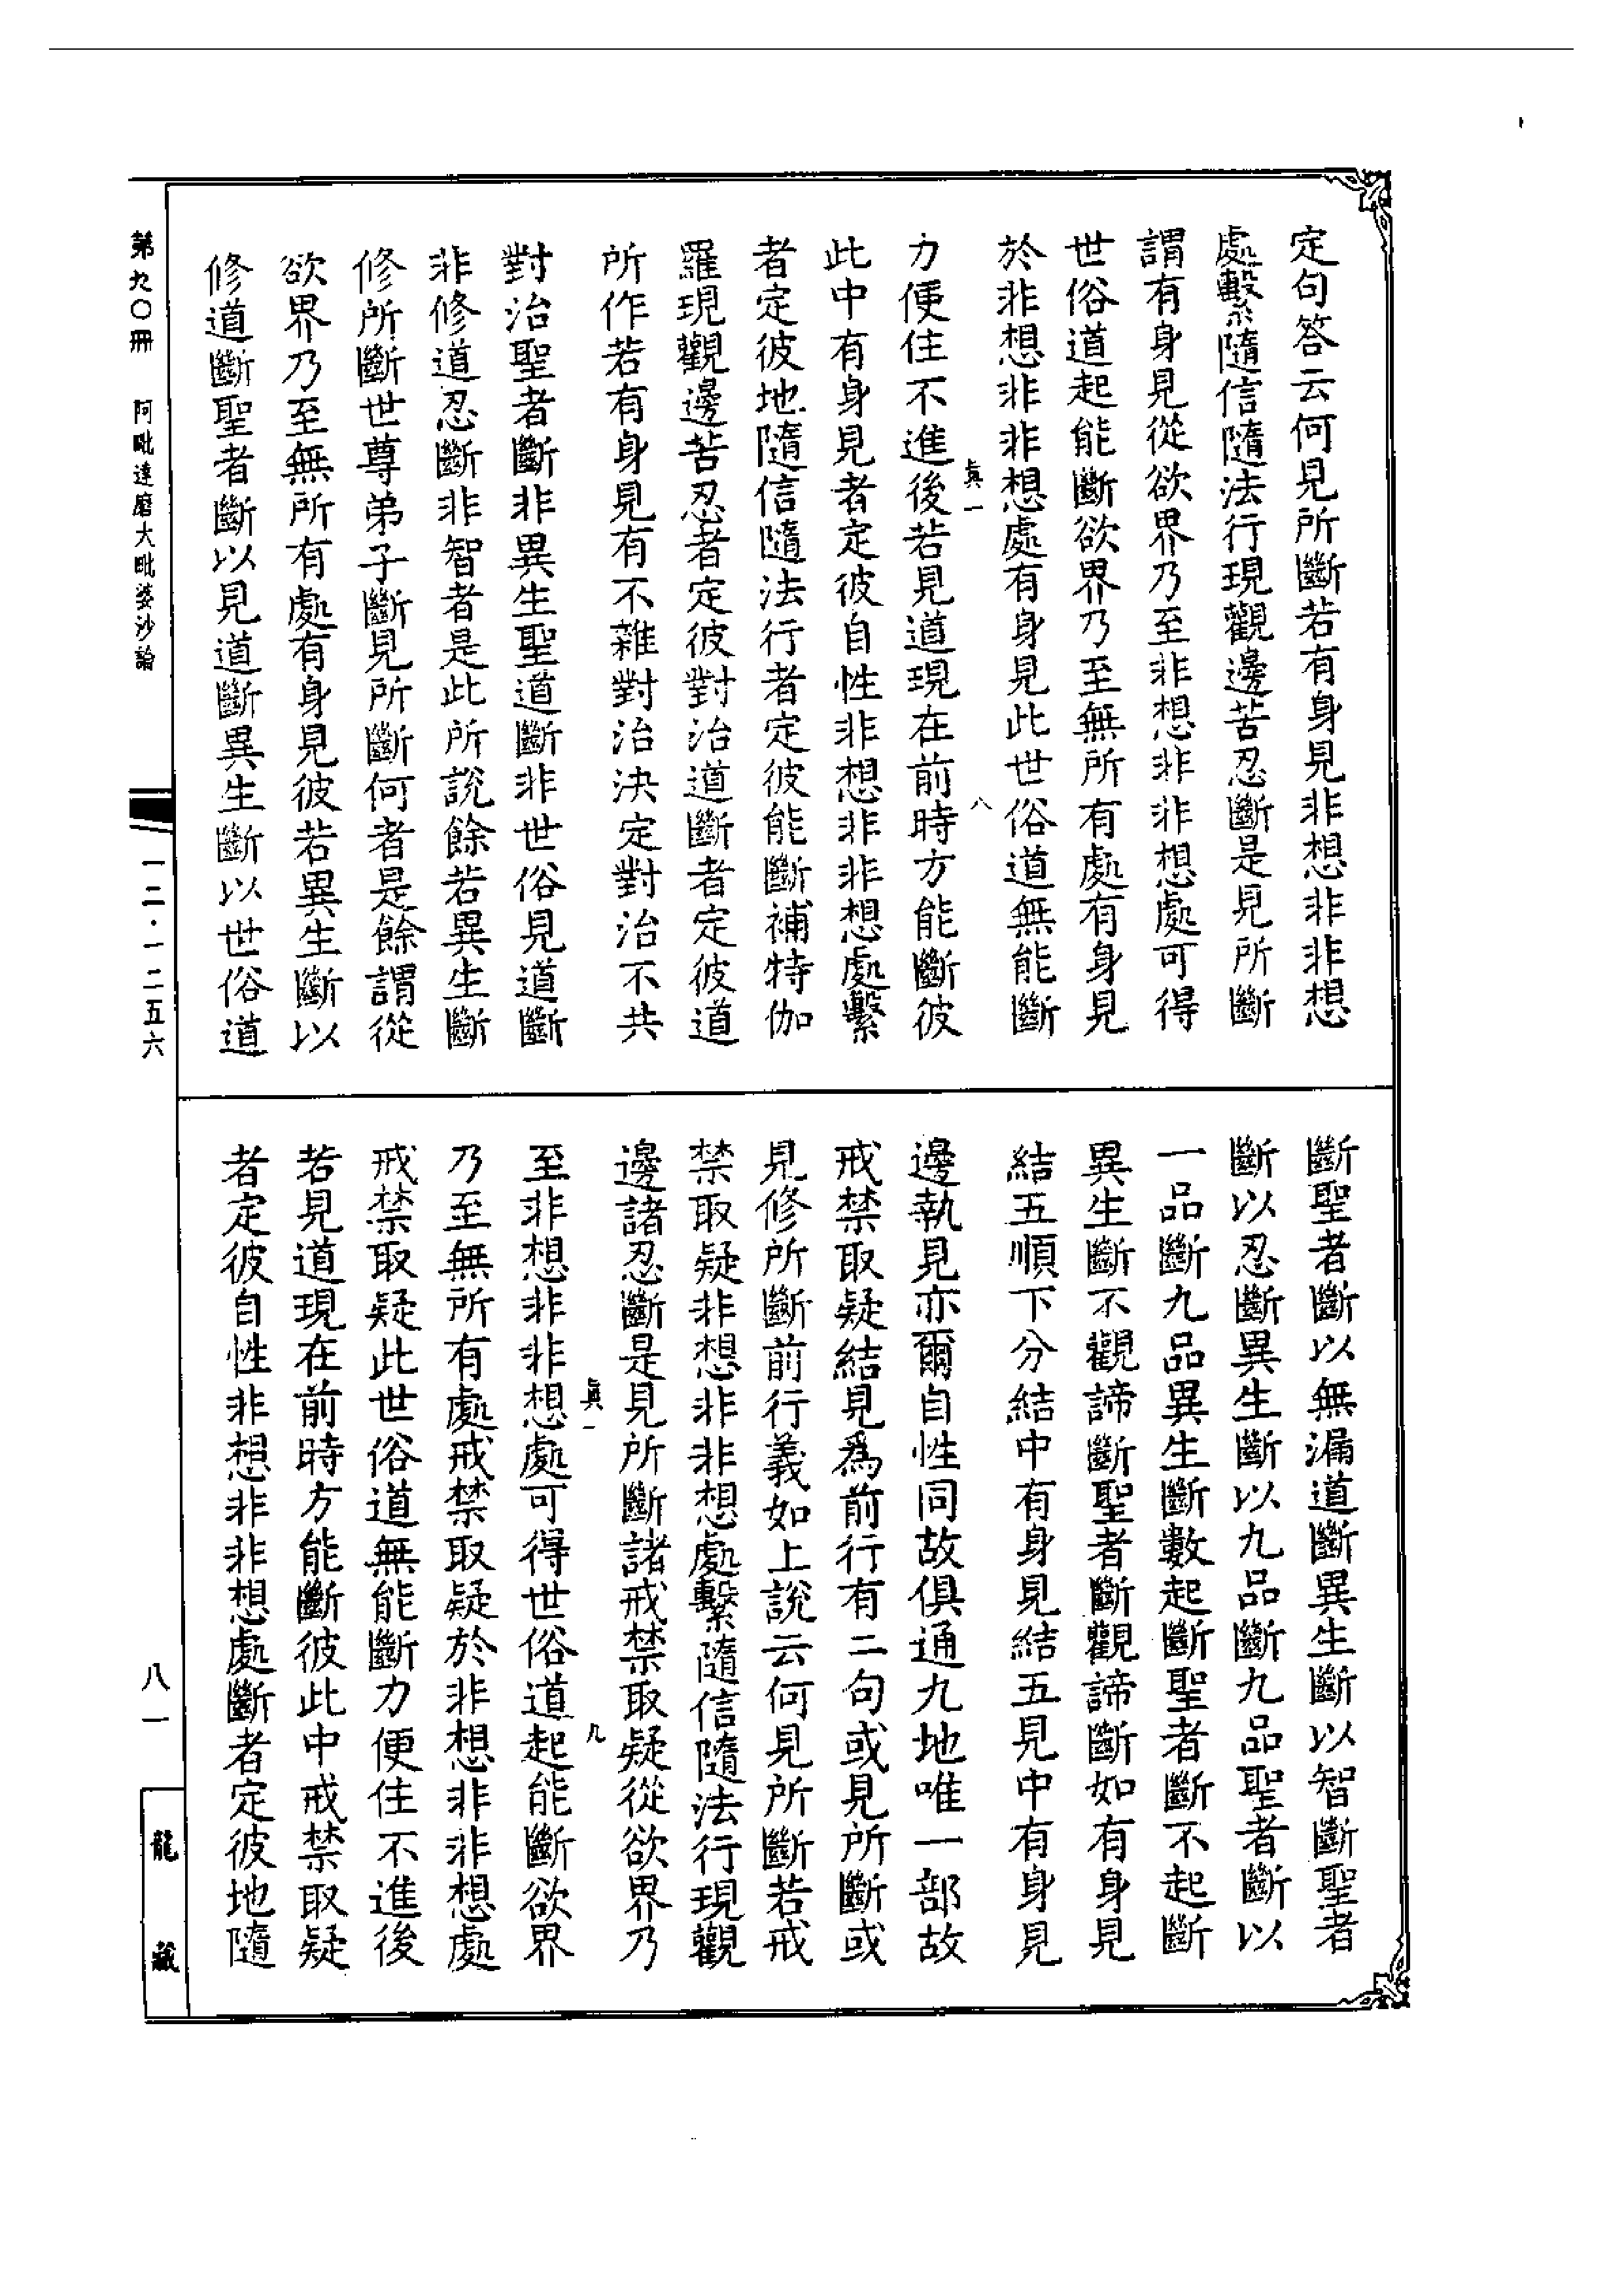 定句答云何見所斷若有身見非想非非想
處繫隨信隨法行現觀邊苦忍斷是見所斷
謂有身見從欲界乃至非想非非想處可得
世俗道起能斷欲界乃至無所有處有身見
於非想非非想處有身見此世俗道無能斷
眞一
八
力便住不進後若見道現在前時方能斷彼
此中有身見者定彼自性非想非非想處繫
者定彼地隨信隨法行者定彼能斷補特伽
羅現觀邊苦忍者定彼對治道斷者定彼道
所作若有身見有不雜對治決定對治不共
對治聖者斷非異生聖道斷非世俗見道斷
非修道忍斷非智者是此所說餘若異生斷
修所斷世尊弟子斷見所斷何者是餘謂從
欲界乃至無所有處有身見彼若異生斷以
修道斷聖者斷以見道斷異生斷以世俗道
斷聖者斷以無漏道斷異生斷以智斷聖者
斷以忍斷異生斷以九品斷九品聖者斷以
一品斷九品異生斷數起斷聖者斷不起斷
異生斷不觀諦斷聖者斷觀諦斷如有身見
結五順下分結中有身見結五見中有身見
邊執見亦爾自性同故俱通九地唯一部故
戒禁取疑結見為前行有二句或見所斷或
見修所斷前行義如上說云何見所斷若戒
禁取疑非想非非想處繫隨信隨法行現觀
邊諸忍斷是見所斷諸戒禁取疑從欲界乃
眞一
九
至非想非非想處可得世俗道起能斷欲界
乃至無所有處戒禁取疑於非想非非想處
戒禁取疑此世俗道無能斷力便住不進後
若見道現在前時方能斷彼此中戒禁取疑
者定彼自性非想非非想處斷者定彼地隨
第九〇冊
阿毗達磨大毗婆沙論
一二·一二五六
八一
龍藏